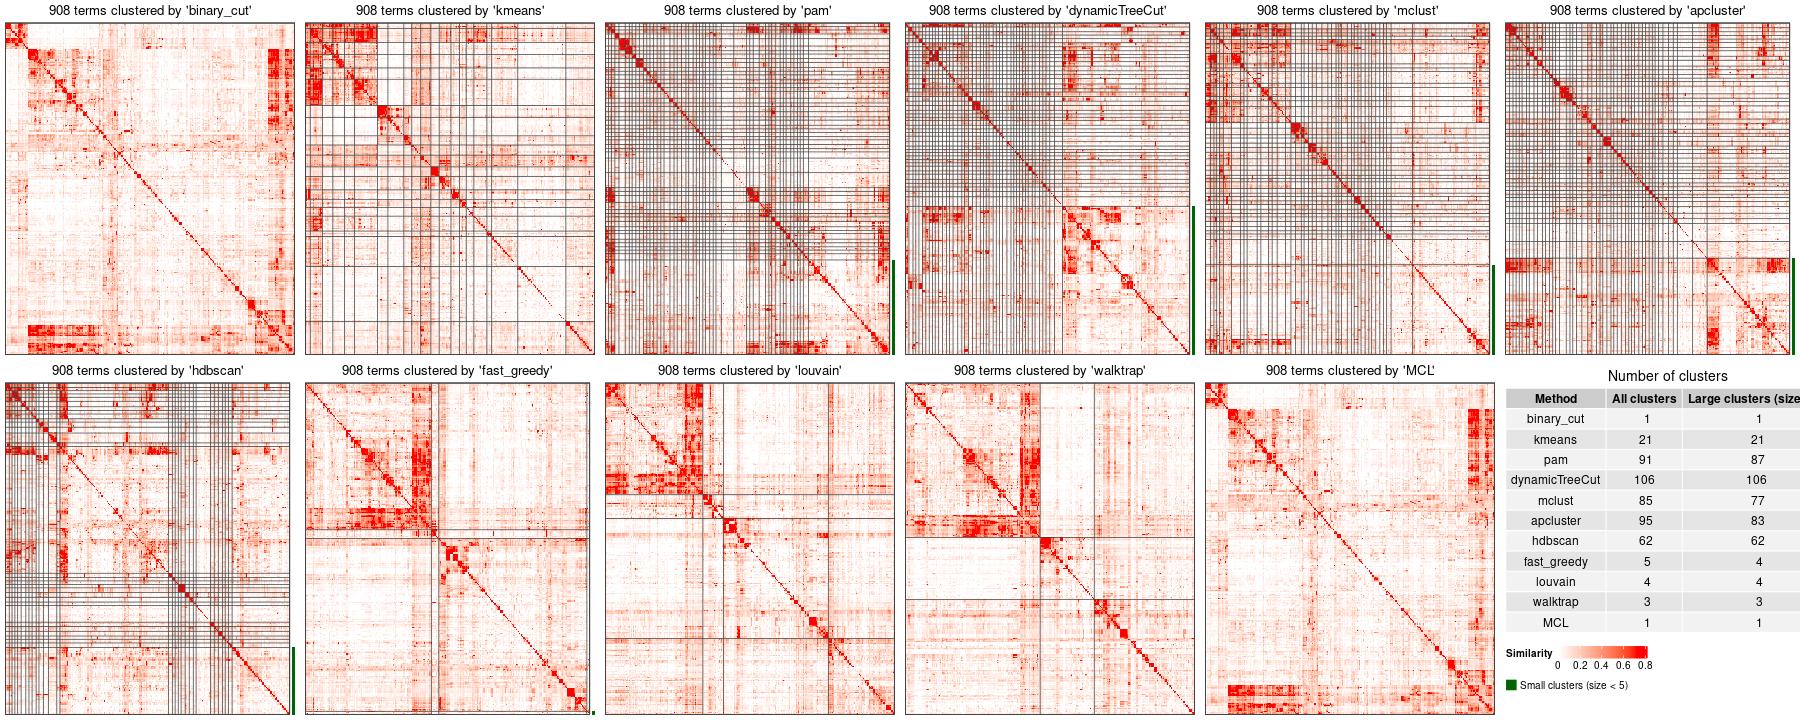 908 terms clustered by 'binary_cut'
908 terms clustered by 'kmeans'
908 terms clustered by 'pam'
908 terms clustered by 'dynamicTreeCut'
908 terms clustered by 'mclust'
908 terms clustered by 'apcluster'
908 terms clustered by 'hdbscan'
908 terms clustered by 'fast_greedy'
908 terms clustered by 'louvain'
908 terms clustered by 'walktrap'
908 terms clustered by 'MCL'
Number of clusters
Method All clusters Large clusters (size
binary_cut 1 1
kmeans 21 21
pam 91 87
dynamicTreeCut 106 106
mclust 85 77
apcluster 95 83
hdbscan 62 62
fast_greedy 5 4
louvain 4 4
walktrap 3 3
MCL 1 1
Similarity
0 0.2 0.4 0.6 0.8
Small clusters (size < 5)